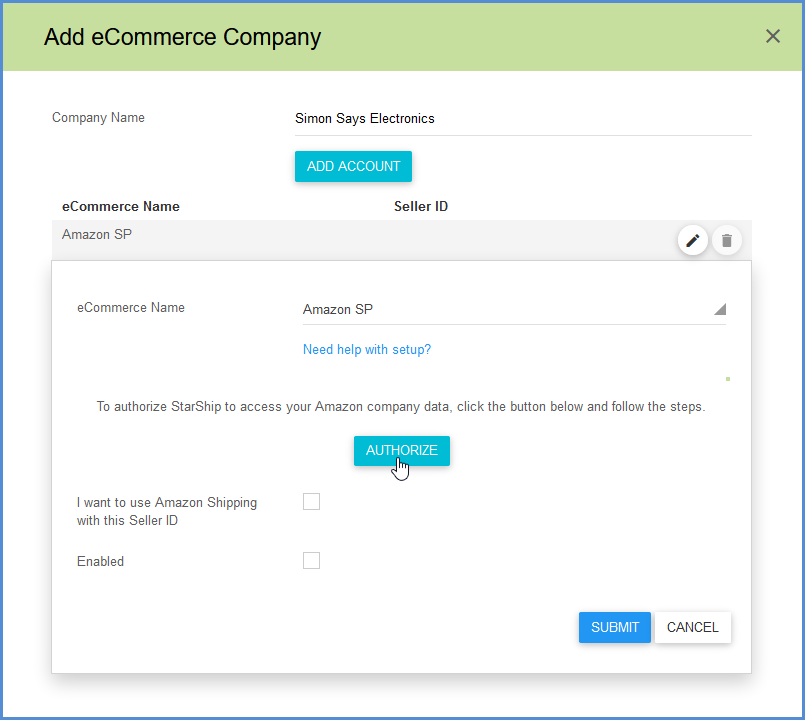 Add eCommerce Company
Company Name
Simon Says Electronics
ADD ACCOUNT
eCommerce Name Seller ID
Amazon SP
eCommerce Name
Amazon SP
Need help with setup?
To authorize StarShip to access your Amazon company data, click the button below and follow the steps.
AUTHORIZE
I want to use Amazon Shipping
with this Seller ID
Enabled
SUBMIT CANCEL